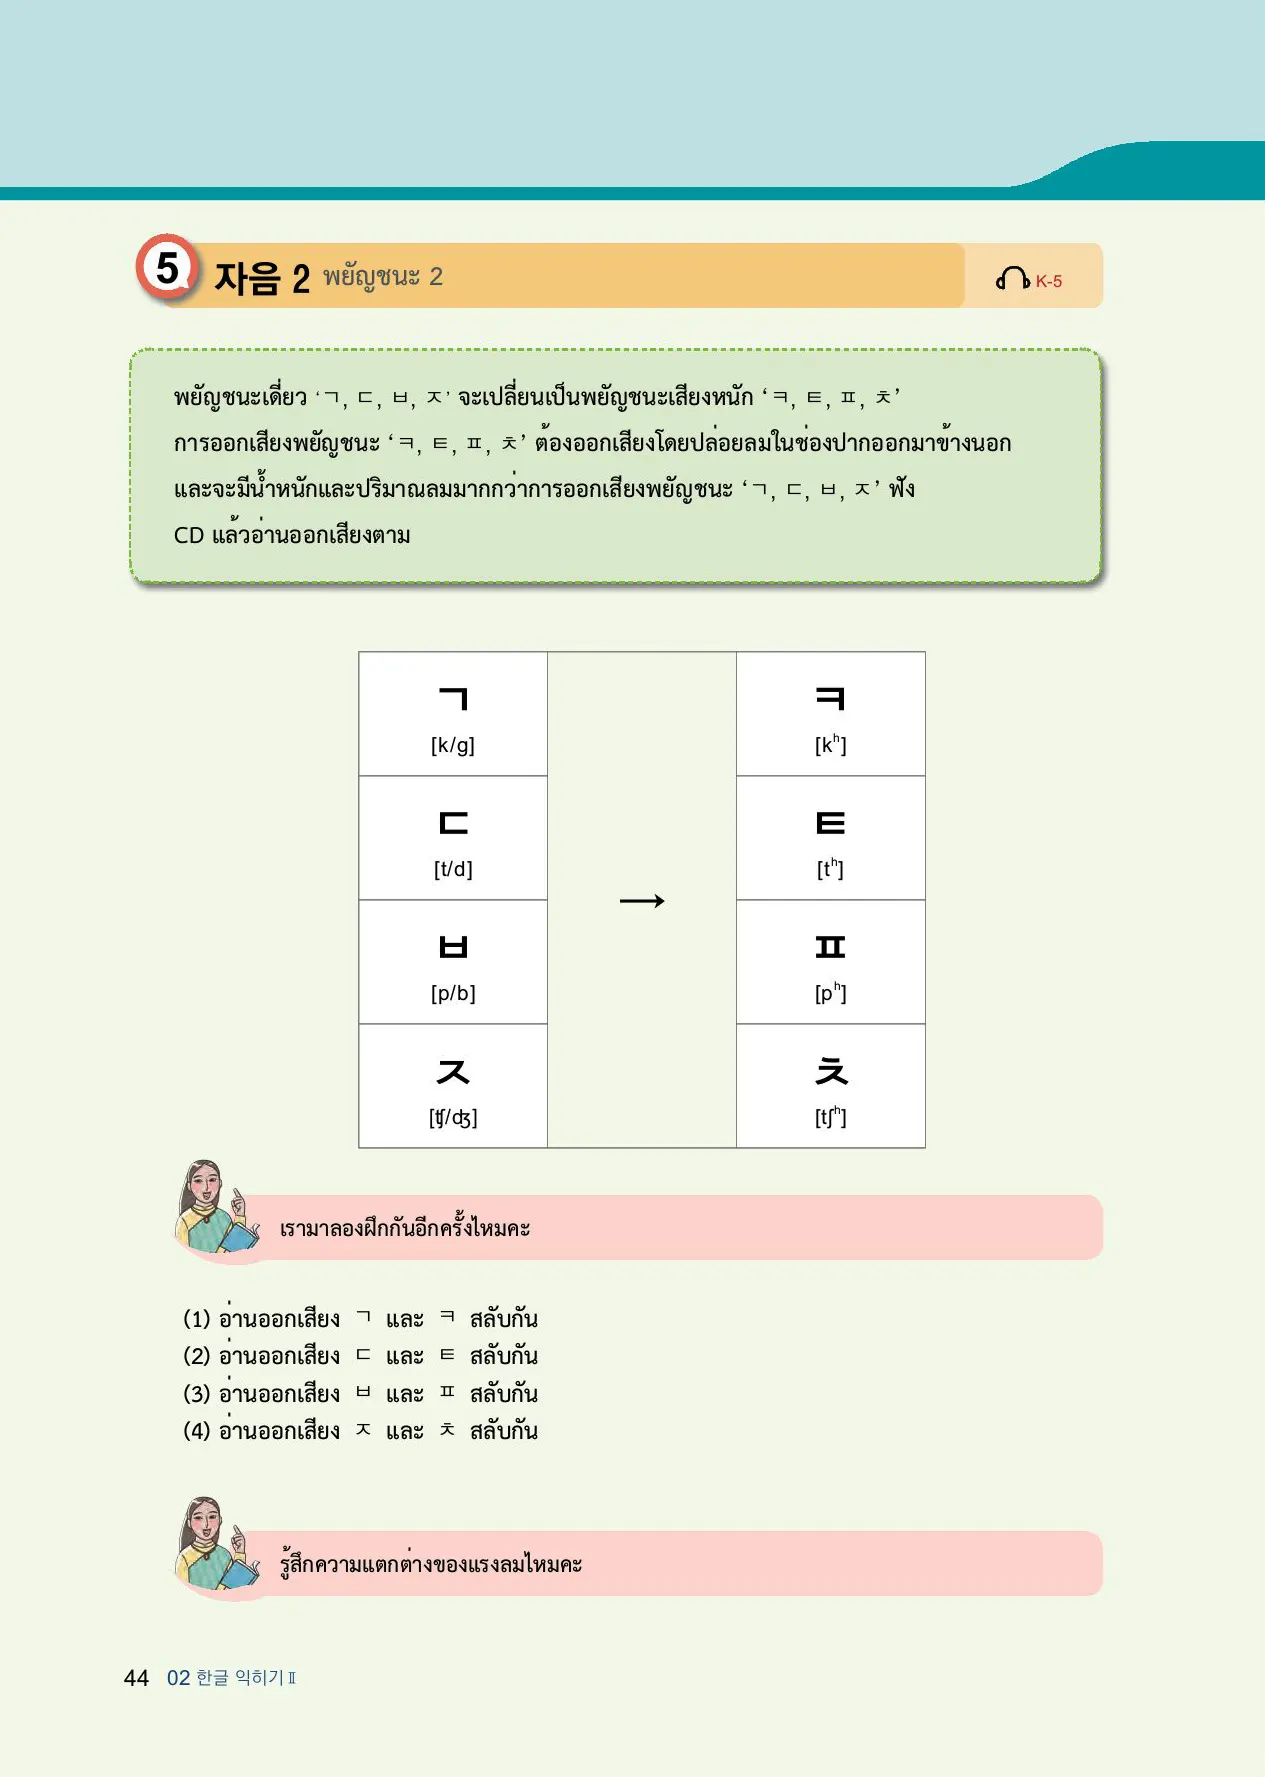 5 자음 2 พยัญชนะ 2 K-5
พยัญชนะเดี่ยว ‘ㄱ, ㄷ, ㅂ, ㅈ’ จะเปลี่ยนเป็นพยัญชนะเสียงหนัก ‘ㅋ, ㅌ, ㅍ, ㅊ’
การออกเสียงพยัญชนะ ‘ㅋ, ㅌ, ㅍ, ㅊ’ ต้องออกเสียงโดยปล่อยลมในช่องปากออกมาข้างนอก
และจะมีน้ำหนักและปริมาณลมมากกว่าการออกเสียงพยัญชนะ ‘ㄱ, ㄷ, ㅂ, ㅈ’ ฟัง
CD แล้วอ่านออกเสียงตาม
ㄱ ㅋ
[k/g] [kʰ]
ㄷ ㅌ
[t/d] [tʰ]
→
ㅂ ㅍ
[p/b] [pʰ]
ㅈ ㅊ
[ʧ/ʤ] [tʃʰ]
เรามาลองฝึกกันอีกครั้งไหมคะ
(1) อ่านออกเสียง ㄱ และ ㅋ สลับกัน
(2) อ่านออกเสียง ㄷ และ ㅌ สลับกัน
(3) อ่านออกเสียง ㅂ และ ㅍ สลับกัน
(4) อ่านออกเสียง ㅈ และ ㅊ สลับกัน
รู้สึกความแตกต่างของแรงลมไหมคะ
44 02 한글 익히기Ⅱ